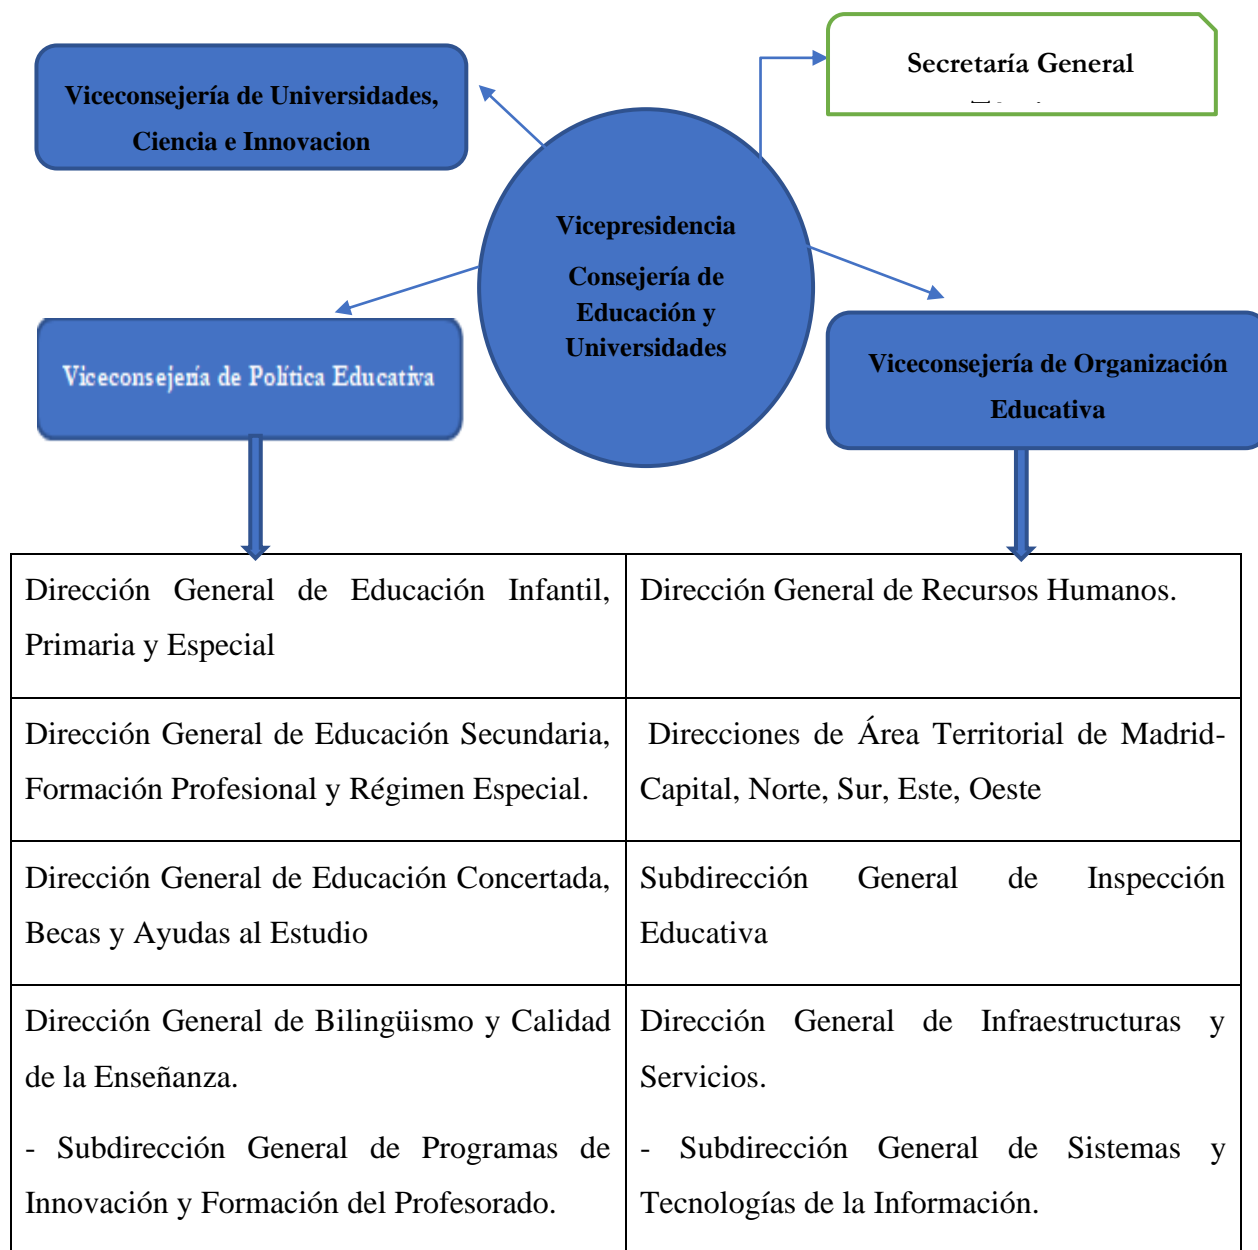 Viceconsejería de Universidades,
Ciencia e Innovacion
Secretaría General
Vicepresidencia
Consejería de
Educación y
Universidades
Viceconsejería de Política Educativa
Viceconsejería de Organización
Educativa
Dirección General de Educación Infantil,
Primaria y Especial
Dirección General de Recursos Humanos.
Dirección General de Educación Secundaria,
Formación Profesional y Régimen Especial.
Direcciones de Área Territorial de Madrid-
Capital, Norte, Sur, Este, Oeste
Dirección General de Educación Concertada,
Becas y Ayudas al Estudio
Subdirección General de Inspección
Educativa
Dirección General de Bilingüismo y Calidad
de la Enseñanza.
- Subdirección General de Programas de
Innovación y Formación del Profesorado.
Dirección General de Infraestructuras y
Servicios.
- Subdirección General de Sistemas y
Tecnologías de la Información.